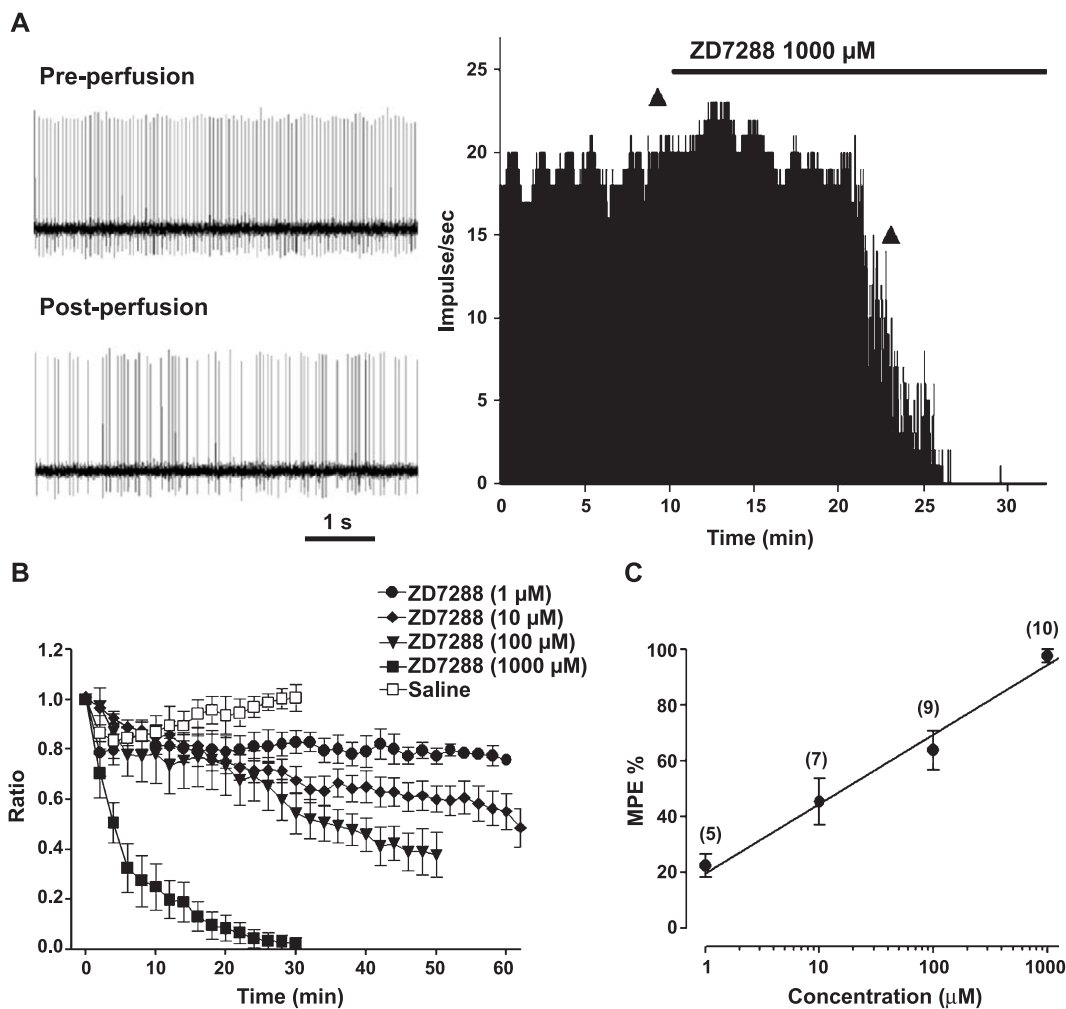 A
Pre-perfusion
Post-perfusion
1 s
ZD7288 1000 µM
25
20
15
10
5
0
Impulse/sec
0 5 10 15 20 25 30
Time (min)
B
ZD7288 (1 µM)
ZD7288 (10 µM)
ZD7288 (100 µM)
ZD7288 (1000 µM)
Saline
1.2
1.0
0.8
0.6
0.4
0.2
0.0
Ratio
0 10 20 30 40 50 60
Time (min)
C
(5)
(7)
(9)
(10)
100
80
60
40
20
0
MPE %
1 10 100 1000
Concentration (µM)